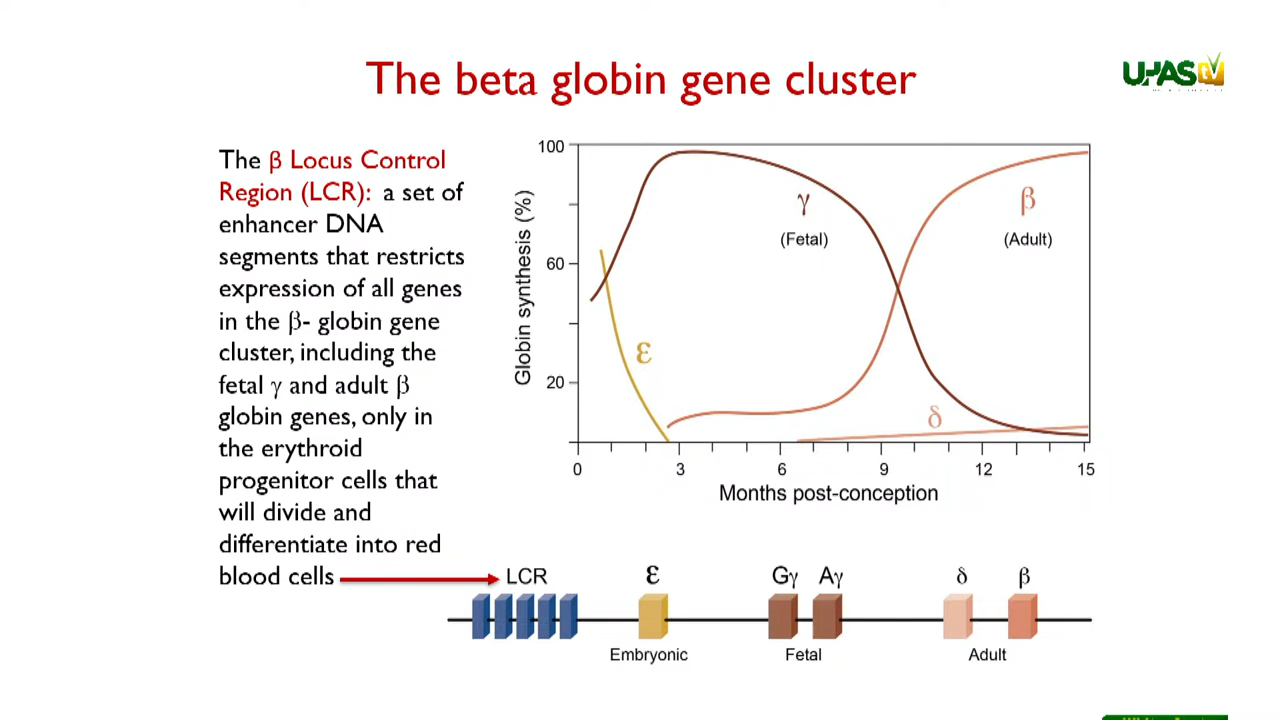 The beta globin gene cluster
UHAS TV
The β Locus Control
Region (LCR): a set of
enhancer DNA
segments that restricts
expression of all genes
in the β- globin gene
cluster, including the
fetal γ and adult β
globin genes, only in
the erythroid
progenitor cells that
will divide and
differentiate into red
blood cells
Globin synthesis (%)
100
60
20
γ
(Fetal)
β
(Adult)
ε
δ
0 3 6 9 12 15
Months post-conception
LCR ε Gγ Aγ δ β
Embryonic Fetal Adult